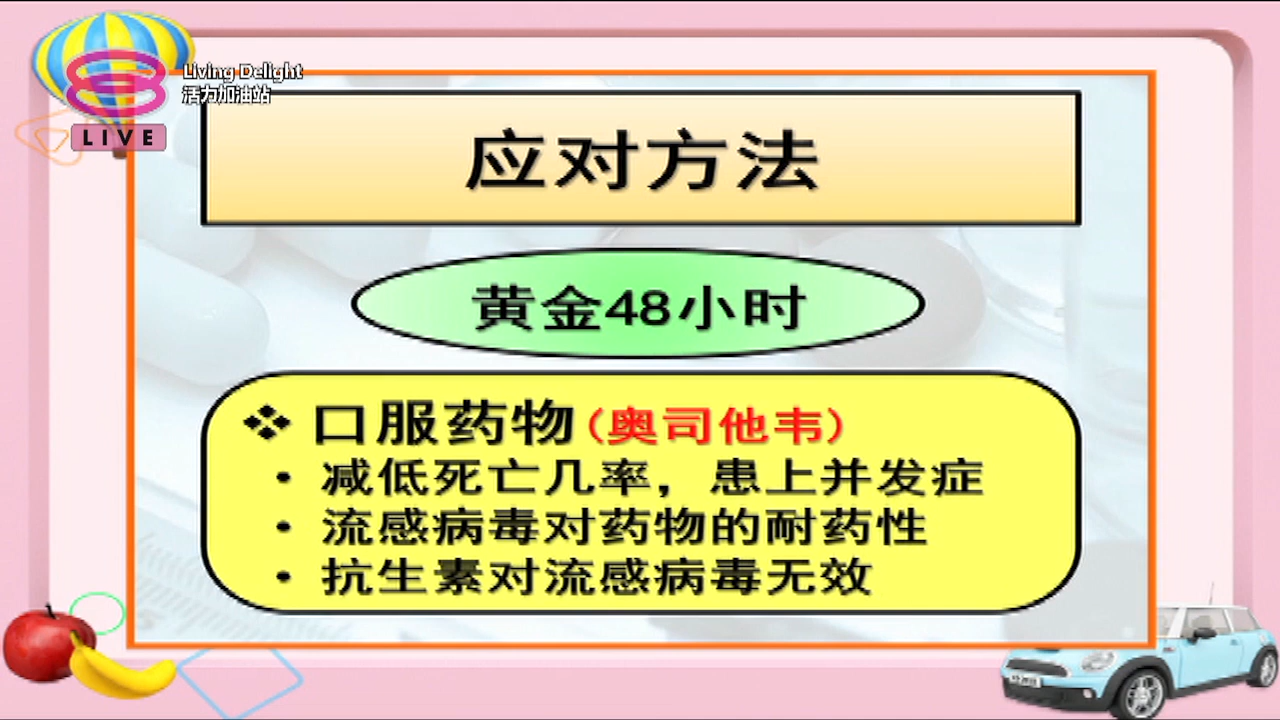 Living Delight
活力加油站
LIVE
应对方法
黄金48小时
口服药物(奥司他韦)
减低死亡几率，患上并发症
流感病毒对药物的耐药性
抗生素对流感病毒无效